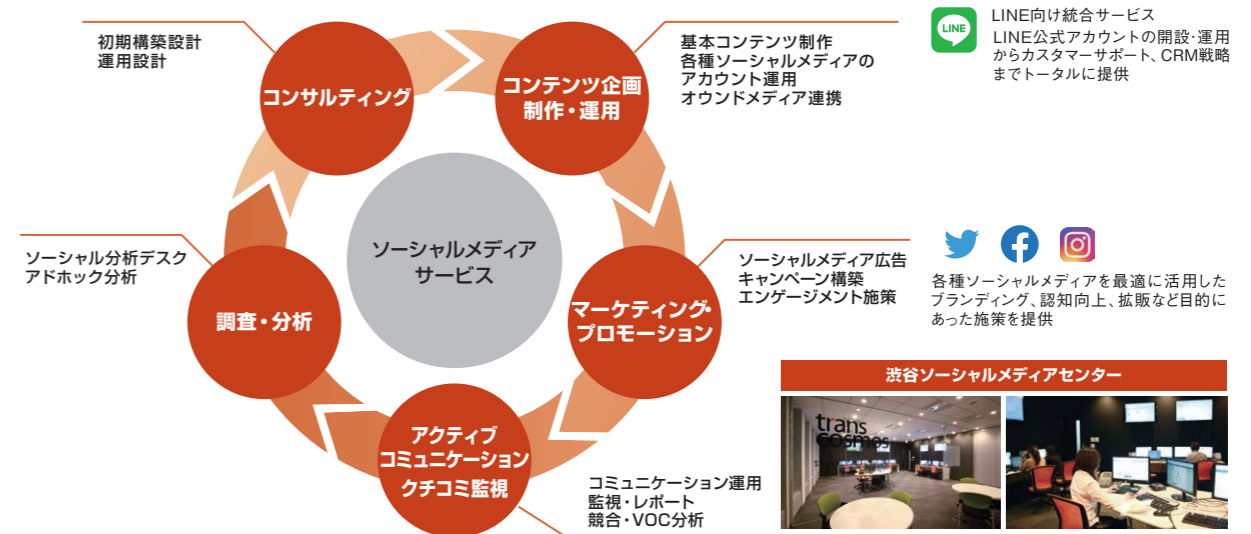 初期構築設計
運用設計
コンサルティング
コンテンツ企画
制作・運用
基本コンテンツ制作
各種ソーシャルメディアの
アカウント運用
オウンドメディア連携
LINE
LINE向け統合サービス
LINE公式アカウントの開設・運用
からカスタマーサポート、CRM戦略
までトータルに提供
ソーシャルメディア
サービス
ソーシャル分析デスク
アドホック分析
調査・分析
マーケティング・
プロモーション
ソーシャルメディア広告
キャンペーン構築
エンゲージメント施策
各種ソーシャルメディアを最適に活用した
ブランディング、認知向上、拡販など目的に
あった施策を提供
アクティブ
コミュニケーション
クチコミ監視
コミュニケーション運用
監視・レポート
競合・VOC分析
渋谷ソーシャルメディアセンター
trans
cosmos